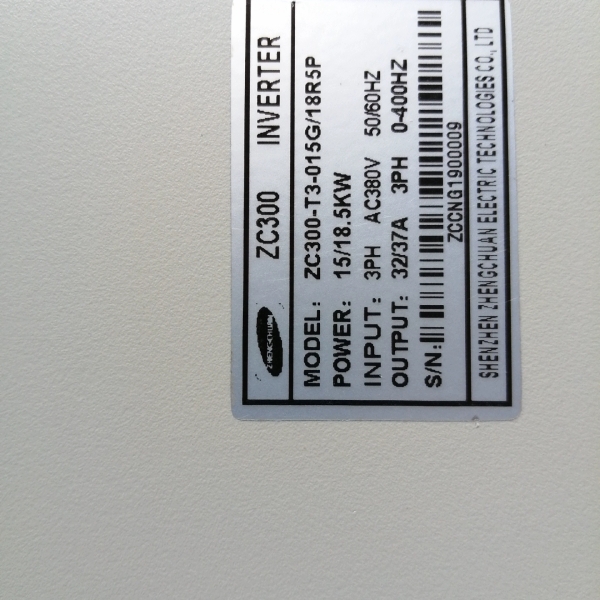 ZHENGCHUAN
ZC300 INVERTER
MODEL: ZC300-T3-015G/18R5P
POWER: 15/18.5KW
INPUT: 3PH AC380V 50/60HZ
OUTPUT: 32/37A 3PH 0-400HZ
S/N:
ZCCNG1900009
SHENZHEN ZHENGCHUAN ELECTRIC TECHNOLOGIES CO., LTD